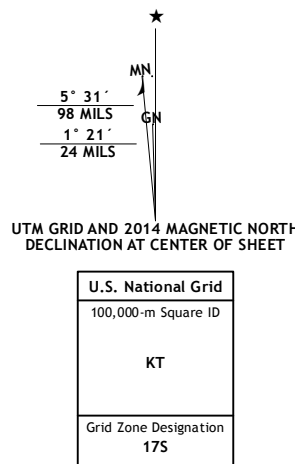 ★
MN.
5° 31´
98 MILS
GN
1° 21´
24 MILS
UTM GRID AND 2014 MAGNETIC NORTH
DECLINATION AT CENTER OF SHEET
U.S. National Grid
100,000-m Square ID
KT
Grid Zone Designation
17S